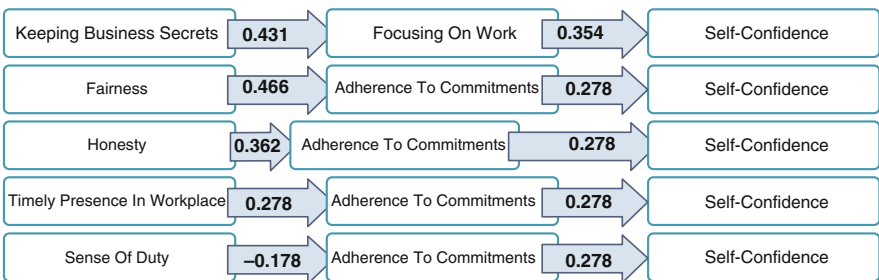 Keeping Business Secrets 0.431 Focusing On Work 0.354 Self-Confidence
Fairness 0.466 Adherence To Commitments 0.278 Self-Confidence
Honesty 0.362 Adherence To Commitments 0.278 Self-Confidence
Timely Presence In Workplace 0.278 Adherence To Commitments 0.278 Self-Confidence
Sense Of Duty –0.178 Adherence To Commitments 0.278 Self-Confidence